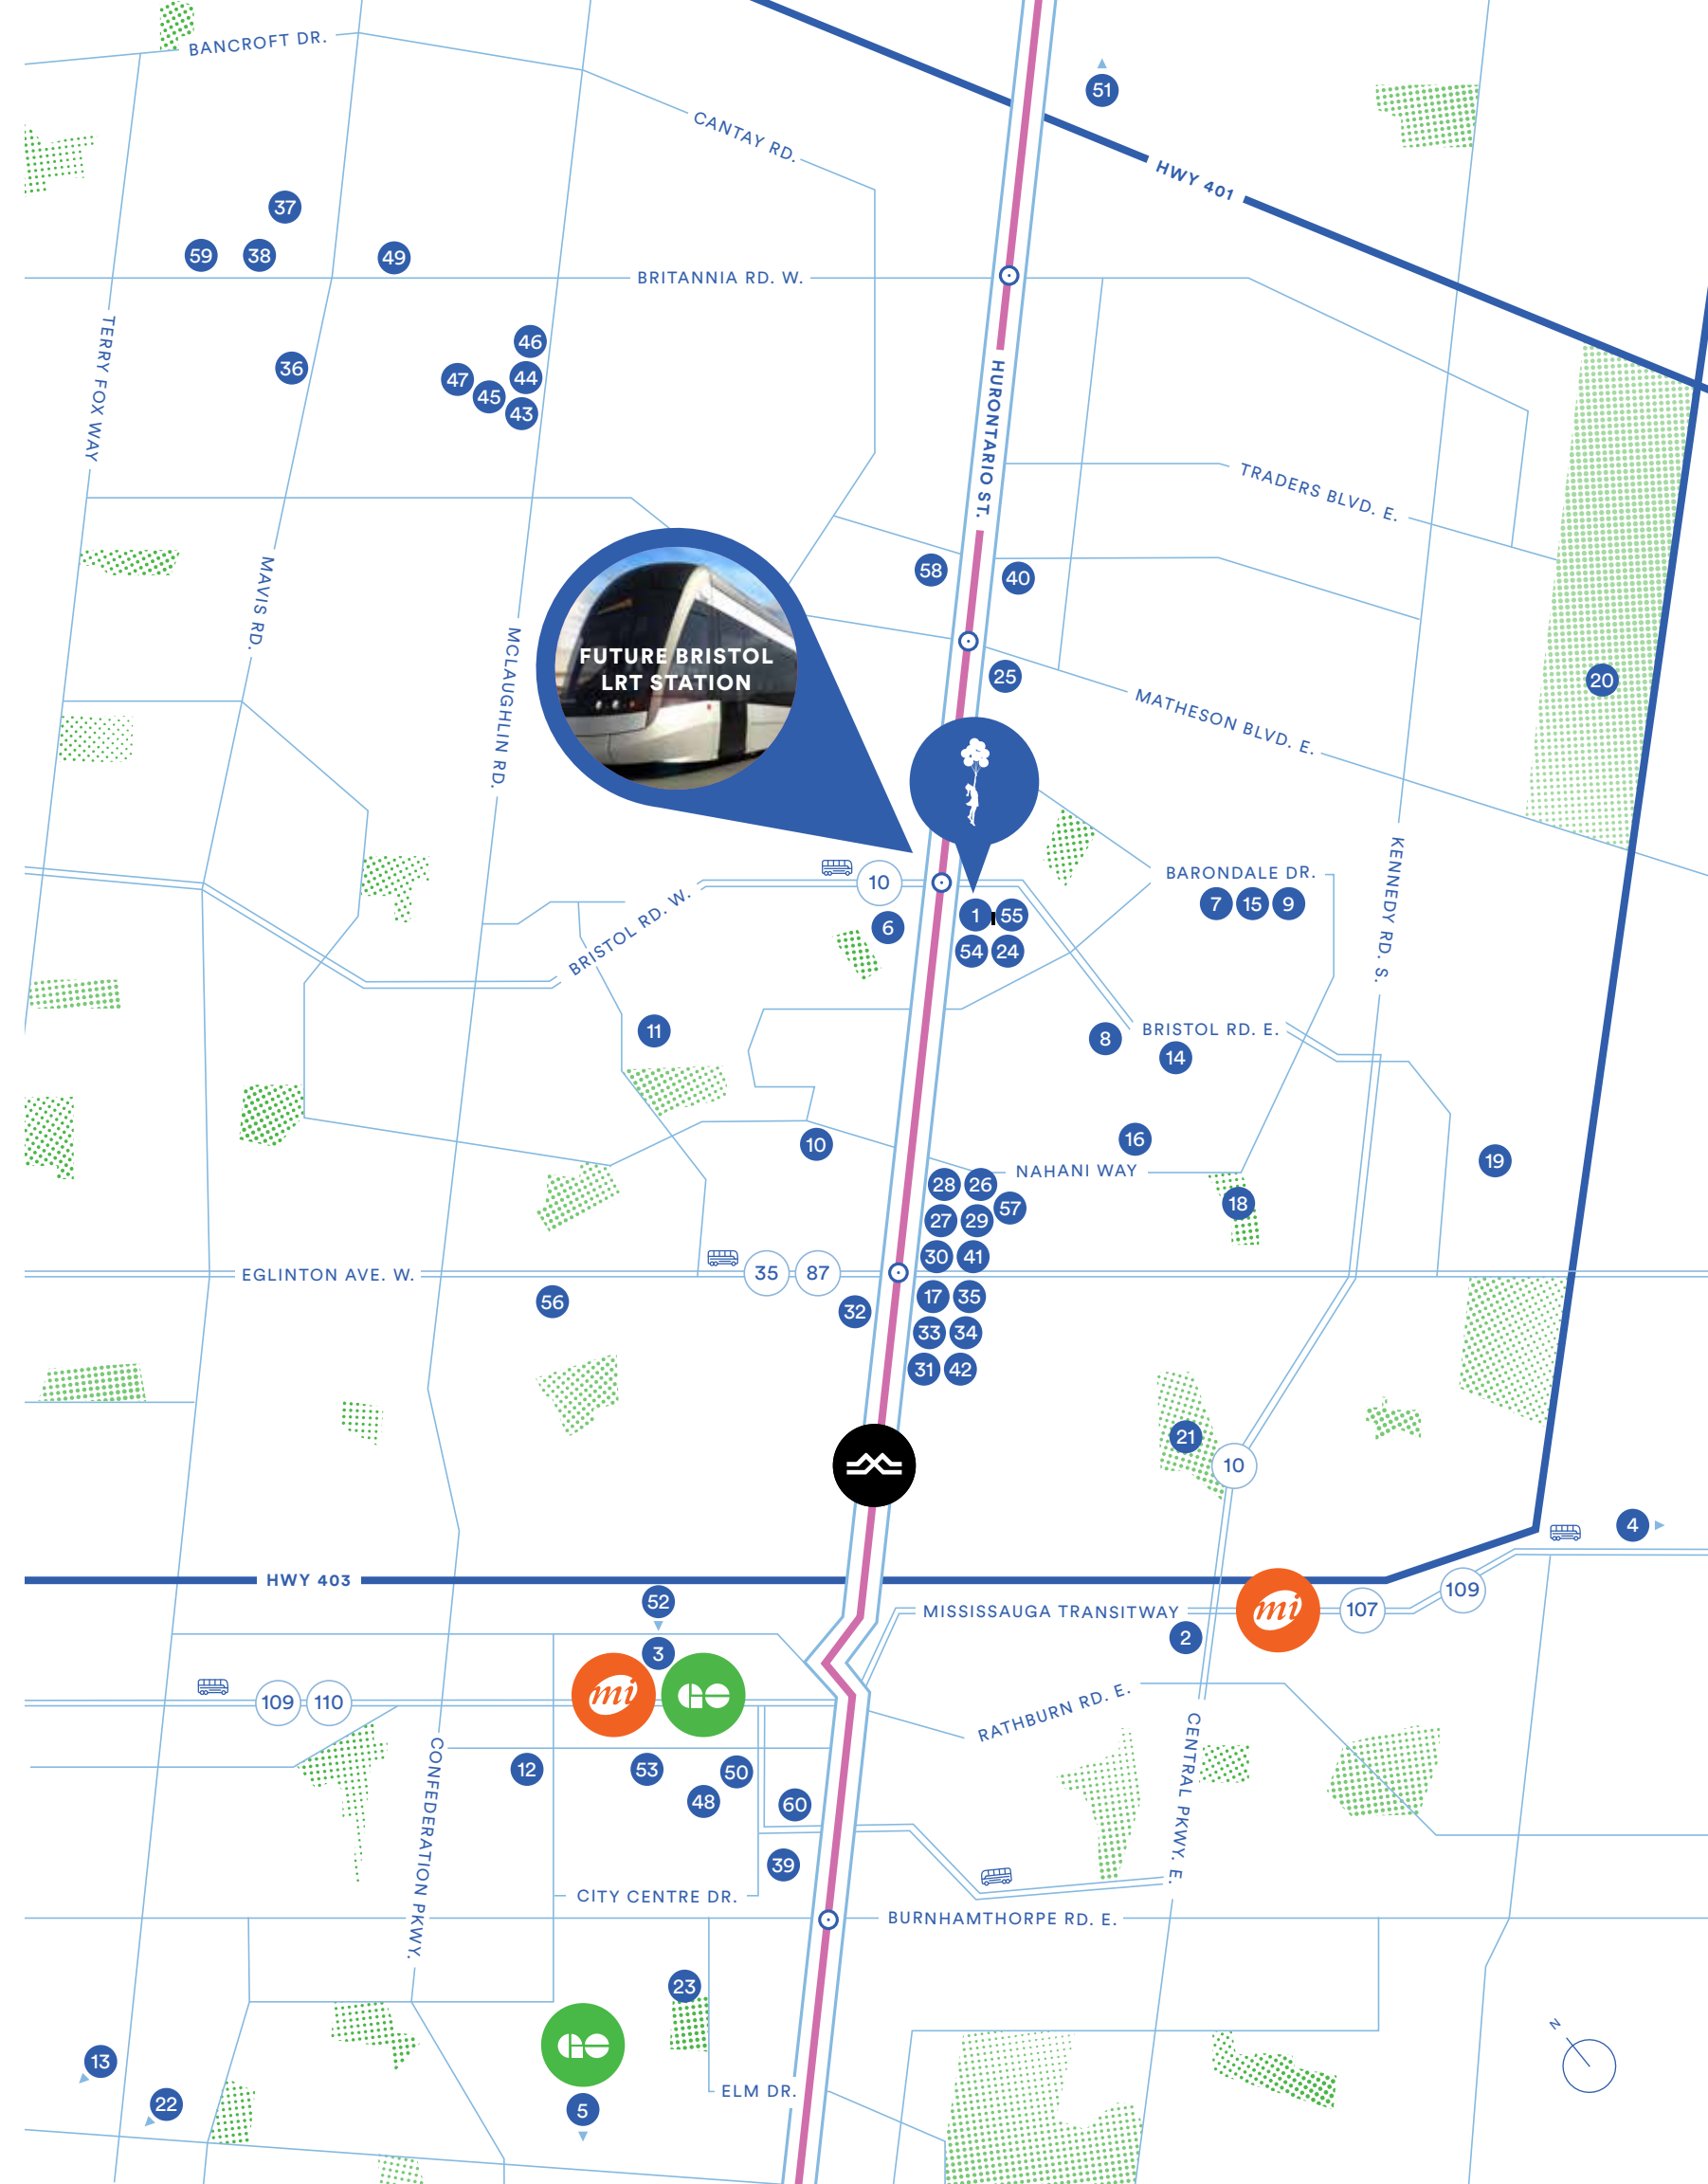 BANCROFT DR.
CANTAY RD.
51
HWY 401
37
59
38
49
BRITANNIA RD. W.
TERRY FOX WAY
46
36
47
44
45
43
HURONTARIO ST.
TRADERS BLVD. E.
MAVIS RD.
58
40
MCLAUGHLIN RD.
FUTURE BRISTOL
LRT STATION
25
20
MATHESON BLVD. E.
KENNEDY RD. S.
BARONDALE DR.
10
7
15
9
BRISTOL RD. W.
6
1
55
54
24
11
8
BRISTOL RD. E.
14
10
16
19
NAHANI WAY
28
26
18
57
27
29
30
41
EGLINTON AVE. W.
35
87
56
32
17
35
33
34
31
42
21
10
4
HWY 403
52
109
MISSISSAUGA TRANSITWAY
mi
107
2
3
109
110
mi
RATHBURN RD. E.
CONFEDERATION PKWY.
CENTRAL PKWY. E.
12
53
50
48
60
39
CITY CENTRE DR.
BURNHAMTHORPE RD. E.
23
N
13
22
ELM DR.
5